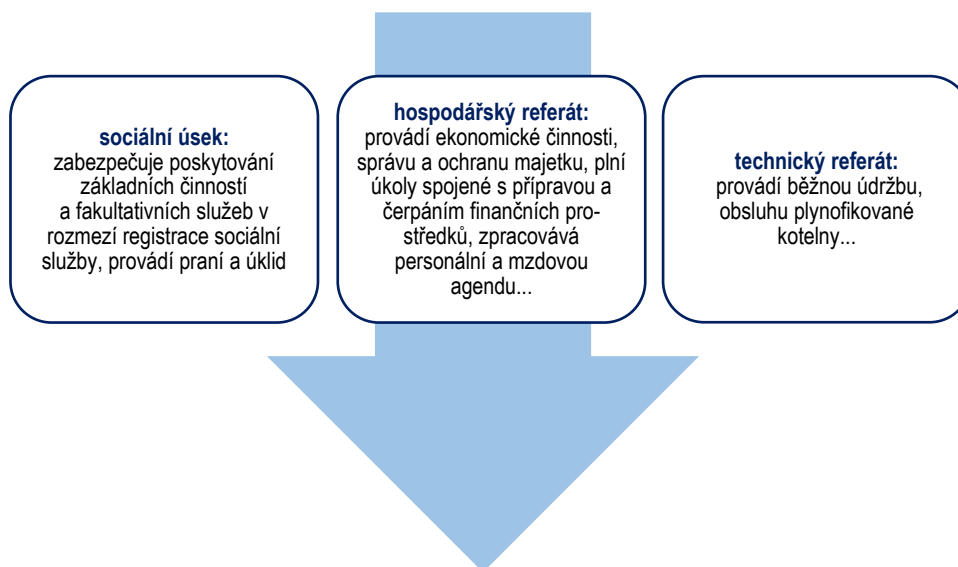 sociální úsek:
zabezpečuje poskytování
základních činností
a fakultativních služeb v
rozmezí registrace sociální
služby, provádí praní a úklid
hospodářský referát:
provádí ekonomické činnosti,
správu a ochranu majetku, plní
úkoly spojené s přípravou a
čerpáním finančních pro-
středků, zpracovává
personální a mzdovou
agendu...
technický referát:
provádí běžnou údržbu,
obsluhu plynofikované
kotelny...